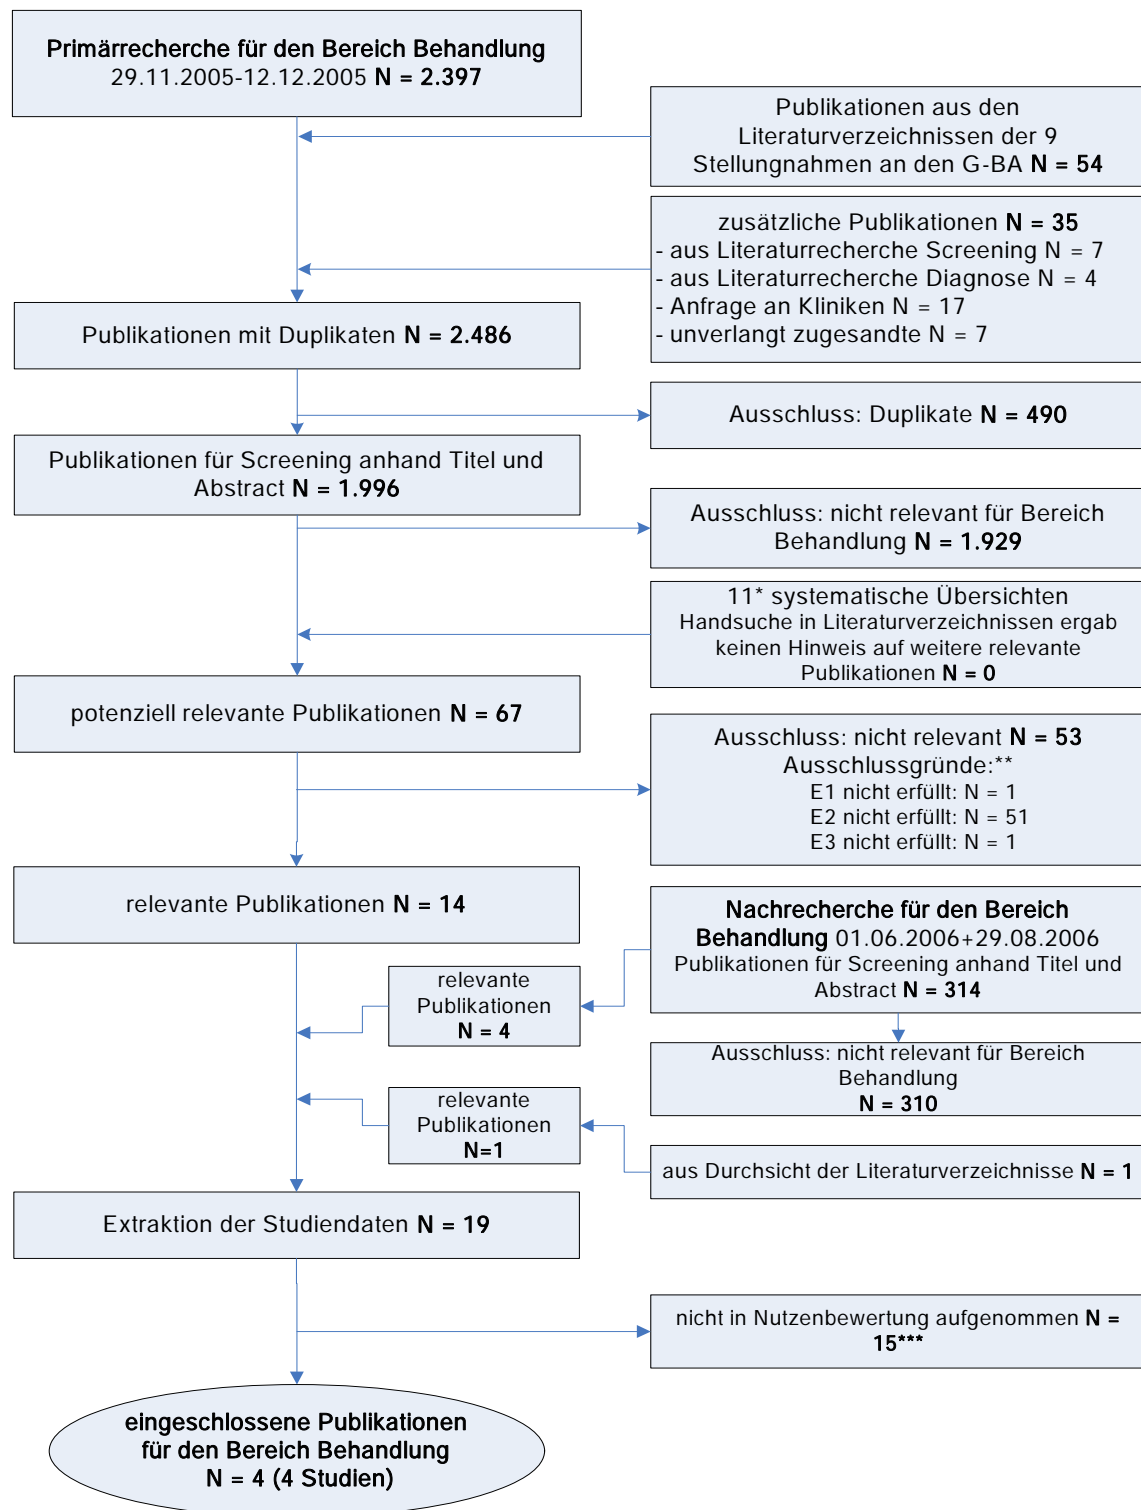 Primärrecherche für den Bereich Behandlung
29.11.2005-12.12.2005 N = 2.397
Publikationen aus den
Literaturverzeichnissen der 9
Stellungnahmen an den G-BA N = 54
zusätzliche Publikationen N = 35
- aus Literaturrecherche Screening N = 7
- aus Literaturrecherche Diagnose N = 4
- Anfrage an Kliniken N = 17
- unverlangt zugesandte N = 7
Publikationen mit Duplikaten N = 2.486
Ausschluss: Duplikate N = 490
Publikationen für Screening anhand Titel und
Abstract N = 1.996
Ausschluss: nicht relevant für Bereich
Behandlung N = 1.929
11* systematische Übersichten
Handsuche in Literaturverzeichnissen ergab
keinen Hinweis auf weitere relevante
Publikationen N = 0
potenziell relevante Publikationen N = 67
Ausschluss: nicht relevant N = 53
Ausschlussgründe:**
E1 nicht erfüllt: N = 1
E2 nicht erfüllt: N = 51
E3 nicht erfüllt: N = 1
relevante Publikationen N = 14
Nachrecherche für den Bereich
Behandlung 01.06.2006+29.08.2006
Publikationen für Screening anhand Titel und
Abstract N = 314
relevante
Publikationen
N = 4
Ausschluss: nicht relevant für Bereich
Behandlung
N = 310
relevante
Publikationen
N=1
aus Durchsicht der Literaturverzeichnisse N = 1
Extraktion der Studiendaten N = 19
nicht in Nutzenbewertung aufgenommen N =
15***
eingeschlossene Publikationen
für den Bereich Behandlung
N = 4 (4 Studien)